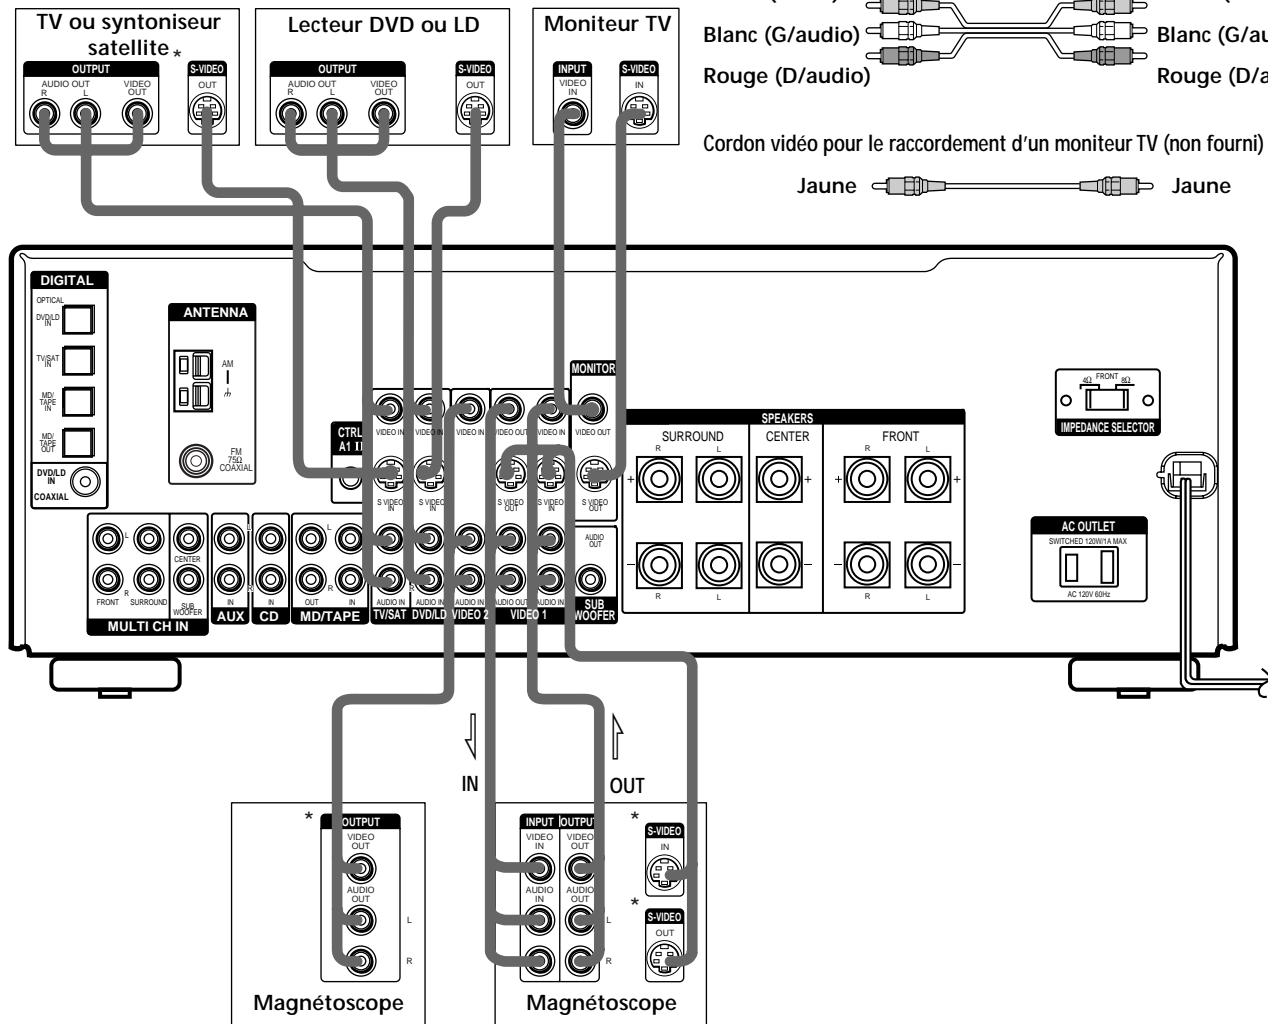 TV ou syntoniseur
satellite *
OUTPUT
AUDIO OUT
R L
VIDEO
OUT
S-VIDEO
OUT
Lecteur DVD ou LD
OUTPUT
AUDIO OUT
R L
VIDEO
OUT
S-VIDEO
OUT
Moniteur TV
INPUT
VIDEO
IN
S-VIDEO
IN
Blanc (G/audio)
Rouge (D/audio)
Cordon vidéo pour le raccordement d’un moniteur TV (non fourni)
Jaune
Jaune
DIGITAL
OPTICAL
DVD/LD
IN
TV/SAT
IN
MD/
TAPE
IN
MD/
TAPE
OUT
DVD/LD
IN
COAXIAL
ANTENNA
AM
FM
75Ω
COAXIAL
CTRL
A1 II
MONITOR
VIDEO IN
VIDEO IN
VIDEO IN
VIDEO OUT
VIDEO IN
VIDEO OUT
S VIDEO
IN
S VIDEO
IN
S VIDEO
OUT
S VIDEO
IN
S VIDEO
OUT
SPEAKERS
SURROUND
R L
CENTER
FRONT
R L
+ + + +
– – – –
R L
R L
FRONT
4Ω 8Ω
IMPEDANCE SELECTOR
AC OUTLET
SWITCHED 120W/1A MAX
AC 120V 60Hz
L
R
FRONT
SURROUND
CENTER
SUB
WOOFER
MULTI CH IN
L
R
IN
AUX
IN
CD
L
R
OUT
IN
MD/TAPE
AUDIO IN
TV/SAT
AUDIO IN
DVD/LD
AUDIO IN
VIDEO 2
AUDIO OUT
AUDIO IN
VIDEO 1
AUDIO
OUT
SUB
WOOFER
IN
OUT
*
OUTPUT
VIDEO
OUT
AUDIO
OUT
L
R
Magnétoscope
INPUT
VIDEO
IN
AUDIO
IN
OUTPUT
VIDEO
OUT
AUDIO
OUT
L
R
*
S-VIDEO
IN
*
S-VIDEO
OUT
Magnétoscope